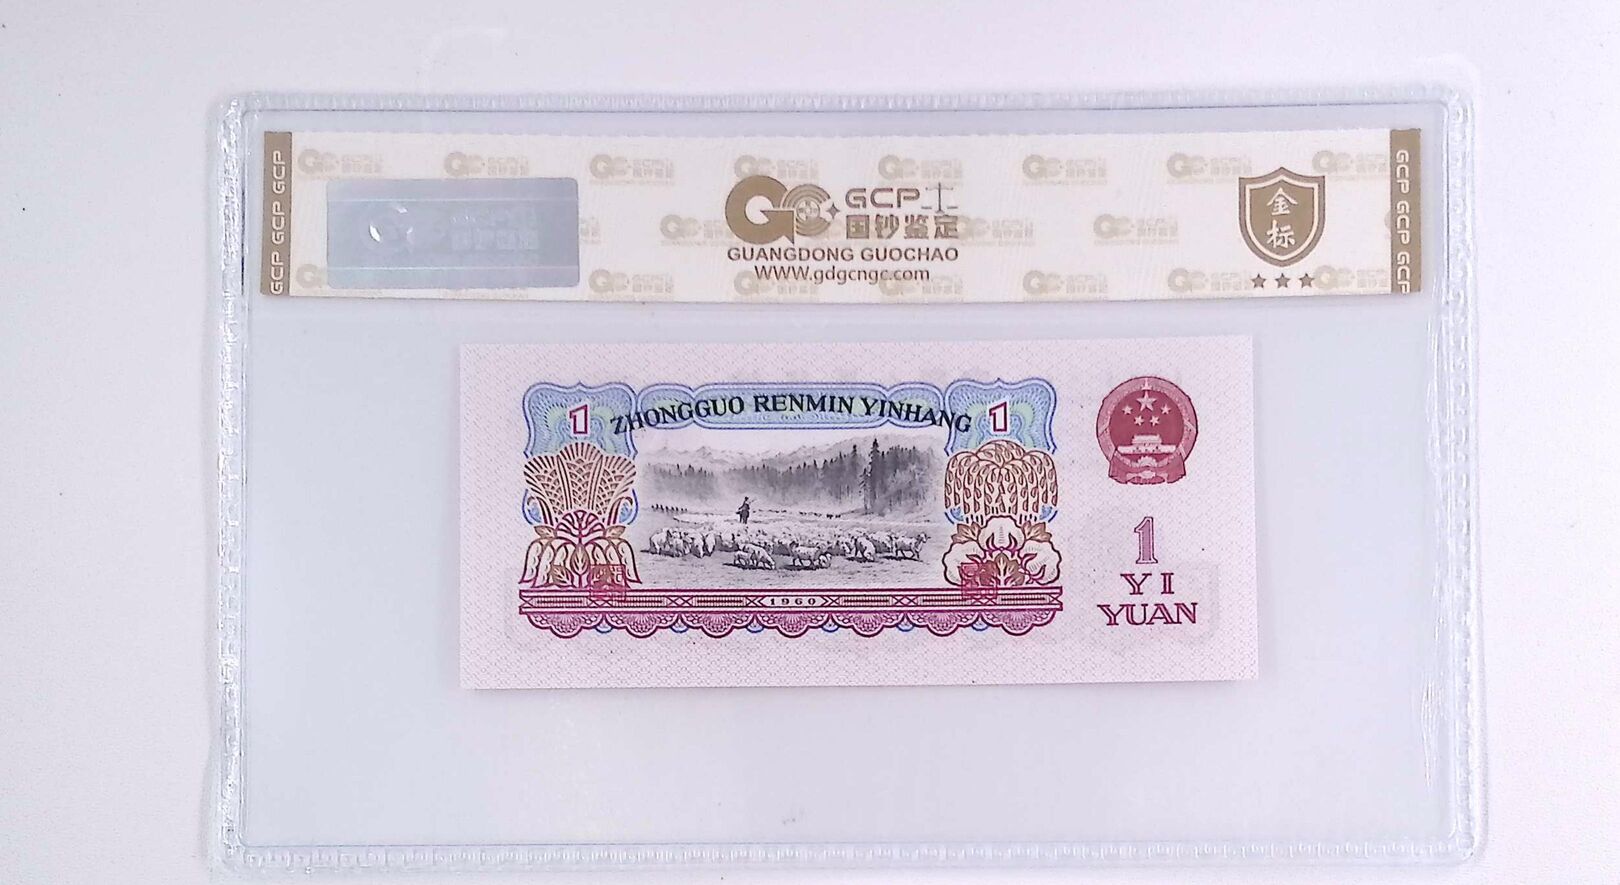 GCP GCP GCP
GCP
国钞鉴定
GUANGDONG GUOCHAO
WWW.gdgcngc.com
金
标
GCP GCP GCP
1
ZHONGGUO RENMIN YINHANG
1
1960
1
YI
YUAN